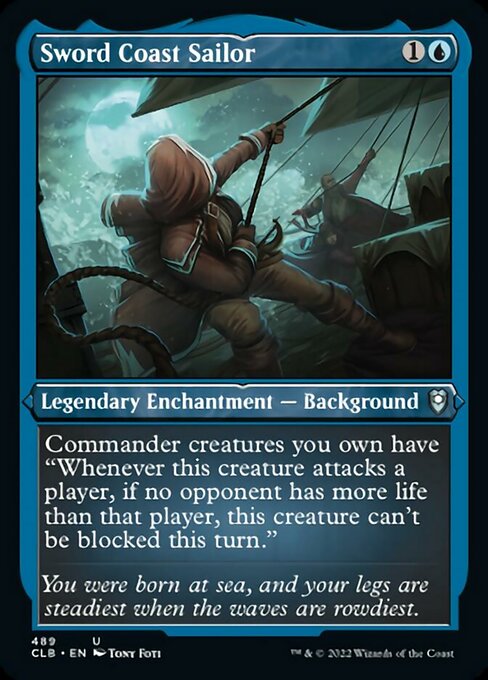 Sword Coast Sailor 1
Legendary Enchantment — Background
Commander creatures you own have
“Whenever this creature attacks a
player, if no opponent has more life
than that player, this creature can’t
be blocked this turn.”
You were born at sea, and your legs are
steadiest when the waves are rowdiest.
489 U
CLB • EN Tony Foti ™ & © 2022 Wizards of the Coast